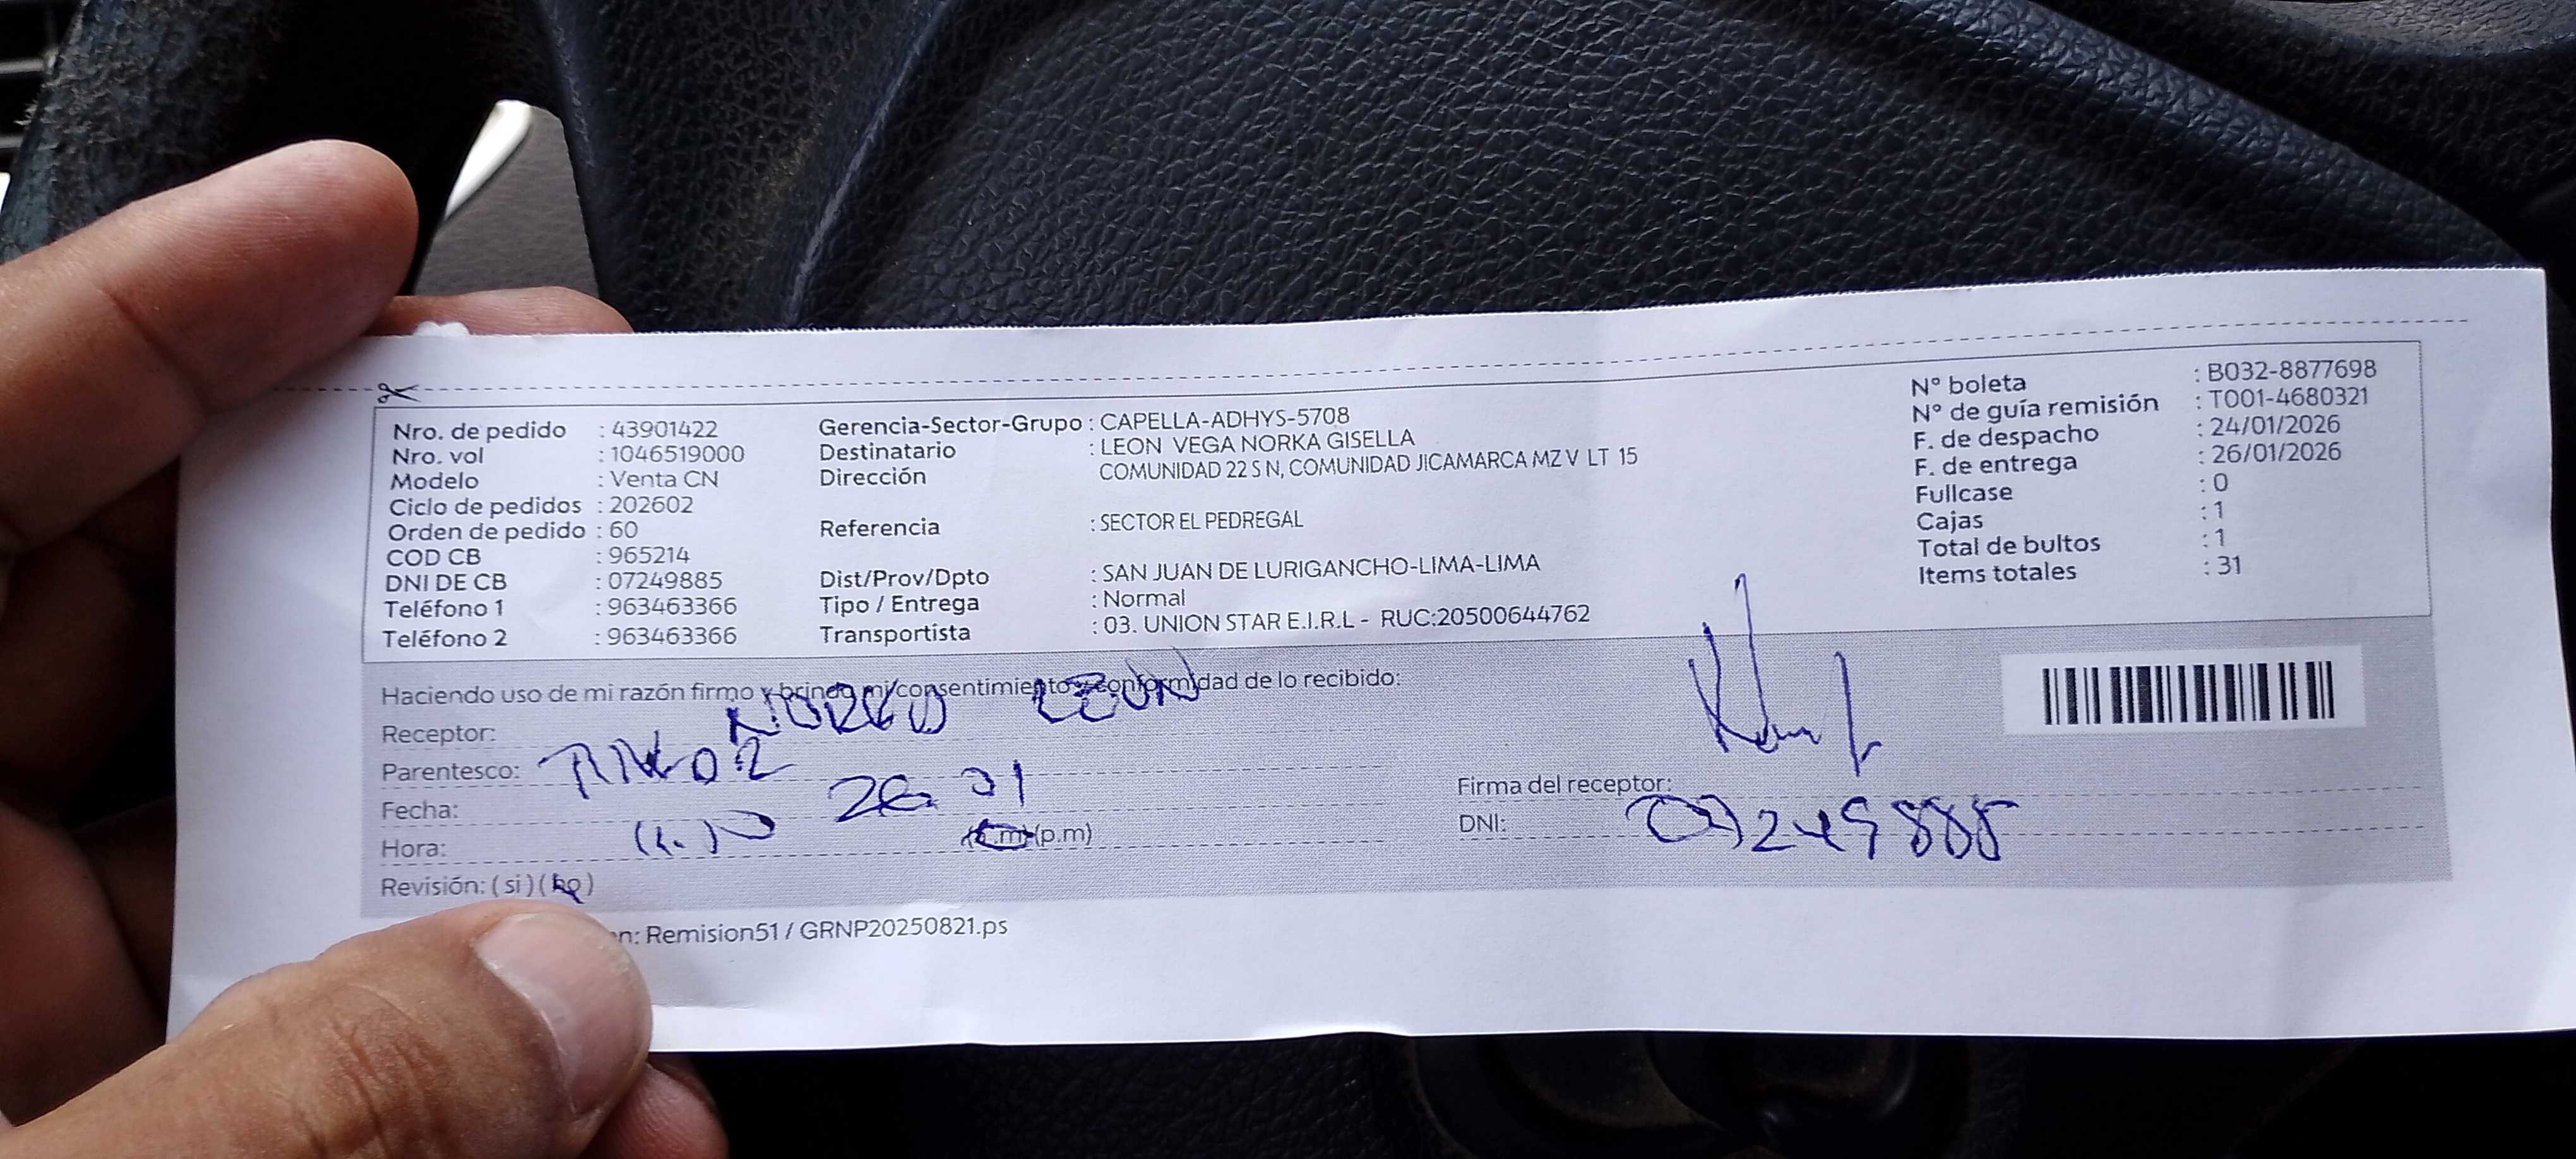 Nro. de pedido : 43901422
Nro. vol : 1046519000
Modelo : Venta CN
Ciclo de pedidos : 202602
Orden de pedido : 60
COD CB : 965214
DNI DE CB : 07249885
Teléfono 1 : 963463366
Teléfono 2 : 963463366
Gerencia-Sector-Grupo : CAPELLA-ADHYS-5708
Destinatario : LEON VEGA NORKA GISELLA
Dirección COMUNIDAD 22 S N, COMUNIDAD JICAMARCA MZ V LT 15
Referencia : SECTOR EL PEDREGAL
Dist/Prov/Dpto : SAN JUAN DE LURIGANCHO-LIMA-LIMA
Tipo / Entrega : Normal
Transportista : 03. UNION STAR E.I.R.L - RUC:20500644762
N° boleta : B032-8877698
N° de guía remisión : T001-4680321
F. de despacho : 24/01/2026
F. de entrega : 26/01/2026
Fullcase : 0
Cajas : 1
Total de bultos : 1
Items totales : 31
Haciendo uso de mi razón firmo y brindo mi consentimiento y conformidad de lo recibido:
Receptor: LEON
Parentesco:
Fecha: 26. 01
Hora: (p.m)
Revisión: ( si ) ( no )
Firma del receptor:
DNI:
n: Remision51 / GRNP20250821.ps